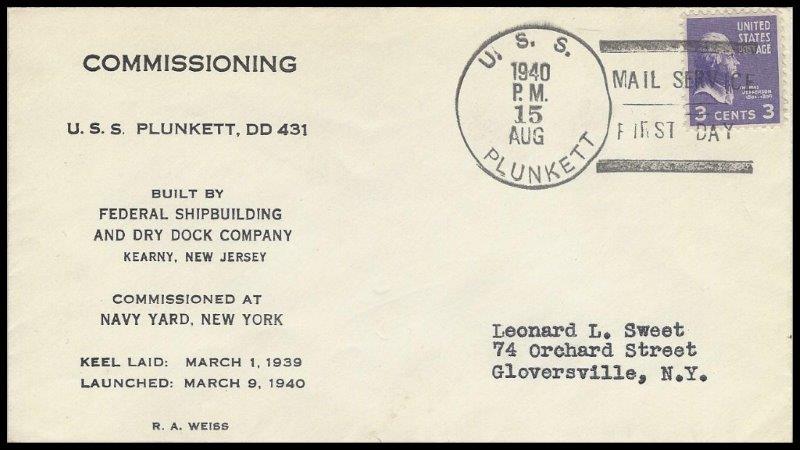 COMMISSIONING
U. S. S. PLUNKETT, DD 431
BUILT BY
FEDERAL SHIPBUILDING
AND DRY DOCK COMPANY
KEARNY, NEW JERSEY
COMMISSIONED AT
NAVY YARD, NEW YORK
KEEL LAID: MARCH 1, 1939
LAUNCHED: MARCH 9, 1940
R. A. WEISS
U. S. S.
1940
P.M.
15
AUG
PLUNKETT
MAIL SERVICE
FIRST DAY
UNITED
STATES
POSTAGE
JEFFERSON
3 CENTS 3
Leonard L. Sweet
74 Orchard Street
Gloversville, N.Y.